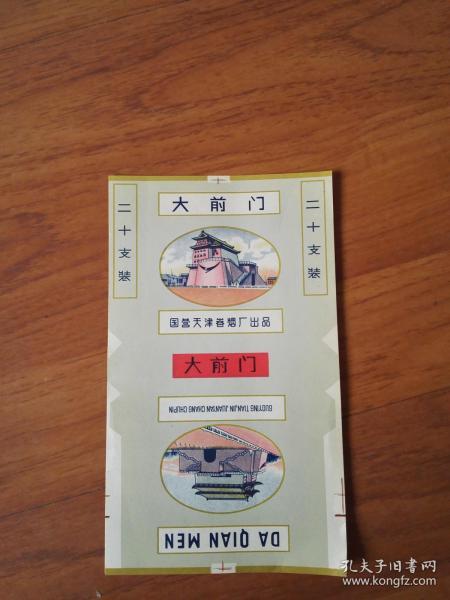 大前门
二十支装
二十支装
国营天津卷烟厂出品
大前门
GUOYING TIANJIN JUANYAN CHANG CHUPIN
DA QIAN MEN
孔夫子旧书网
www.kongfz.com